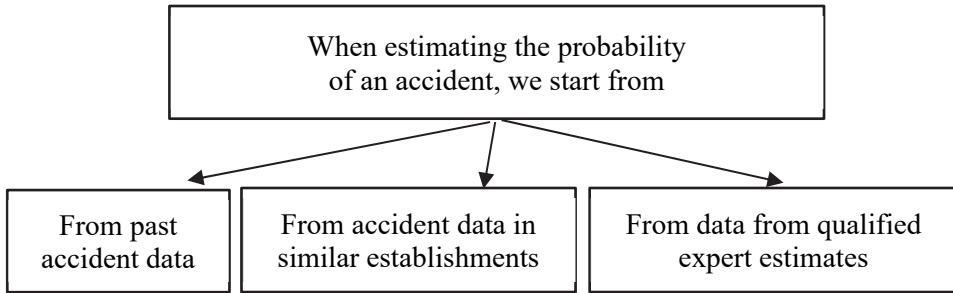 When estimating the probability
of an accident, we start from
From past
accident data
From accident data in
similar establishments
From data from qualified
expert estimates